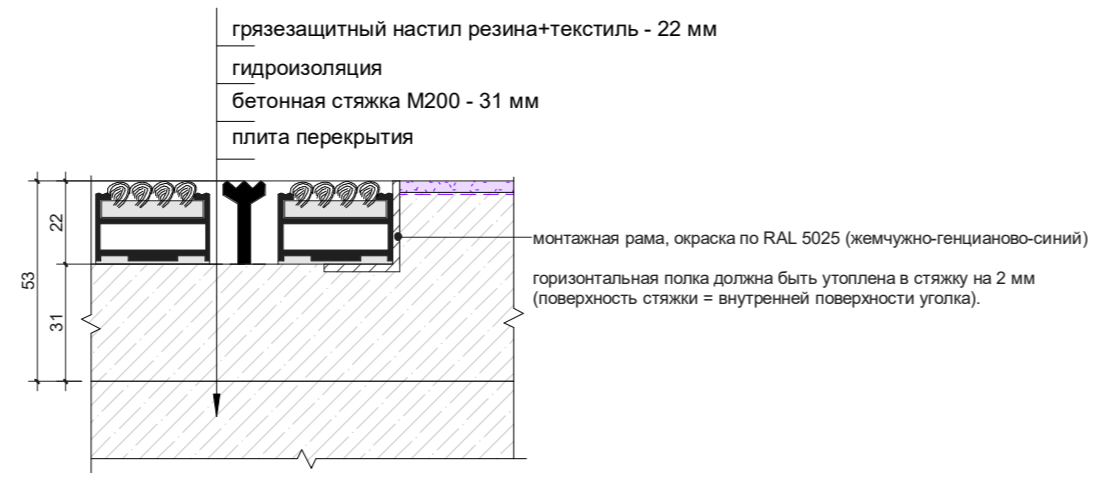 грязезащитный настил резина+текстиль - 22 мм
гидроизоляция
бетонная стяжка М200 - 31 мм
плита перекрытия
22
53
31
монтажная рама, окраска по RAL 5025 (жемчужно-генцианово-синий)
горизонтальная полка должна быть утоплена в стяжку на 2 мм
(поверхность стяжки = внутренней поверхности уголка).